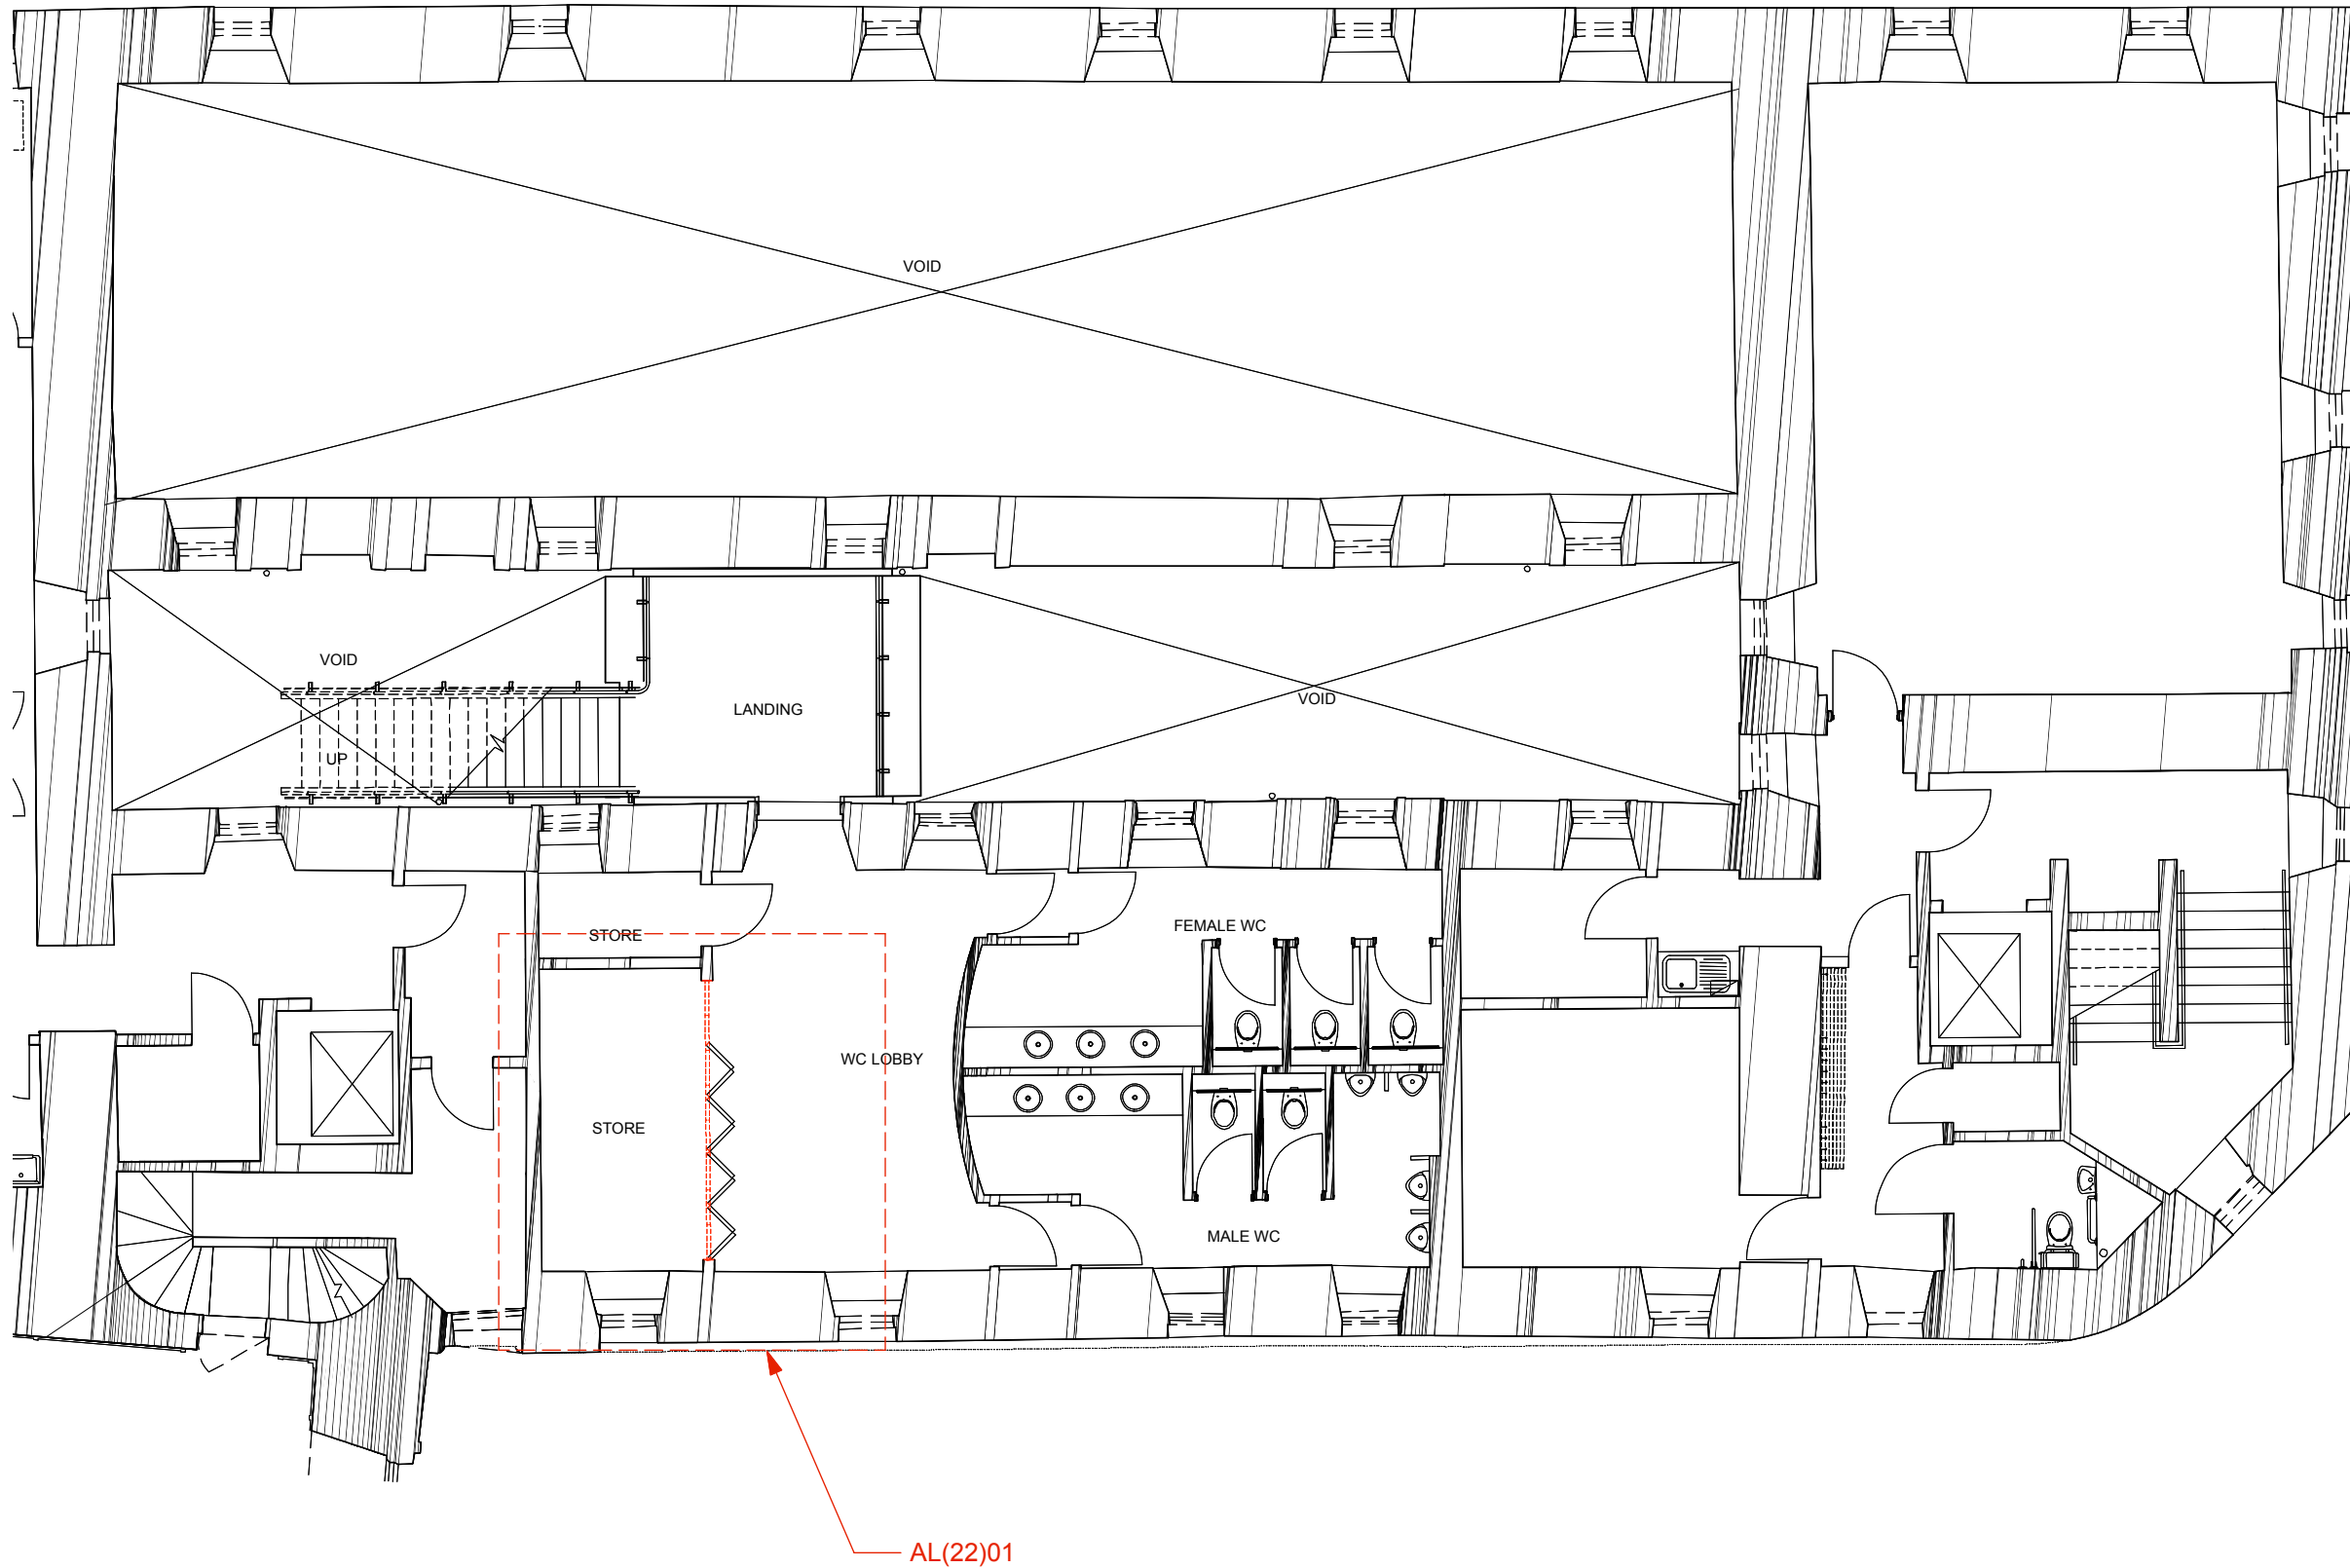 VOID
VOID
LANDING
VOID
UP
STORE
FEMALE WC
WC LOBBY
STORE
MALE WC
AL(22)01